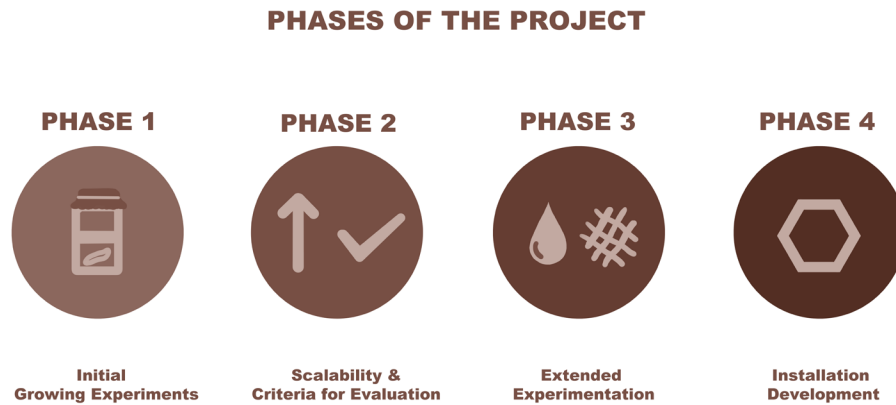 PHASES OF THE PROJECT
PHASE 1
PHASE 2
PHASE 3
PHASE 4
Initial
Growing Experiments
Scalability &
Criteria for Evaluation
Extended
Experimentation
Installation
Development